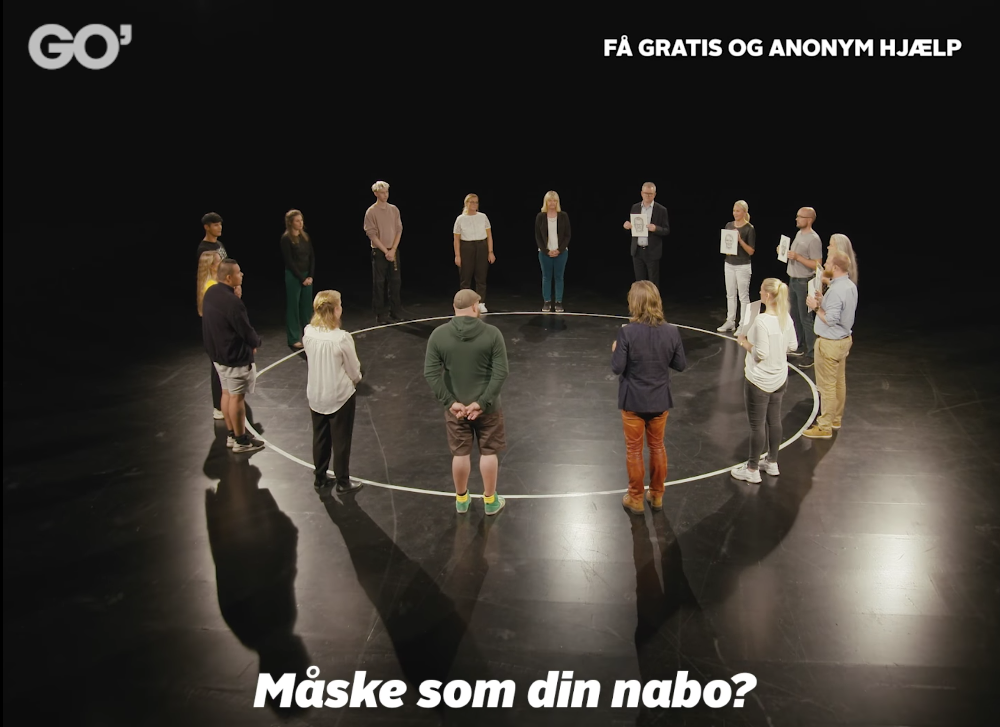 GO'
FÅ GRATIS OG ANONYM HJÆLP
Måske som din nabo?